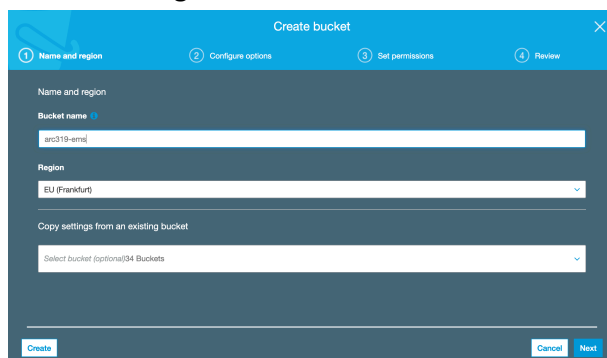 Create bucket
1 Name and region 2 Configure options 3 Set permissions 4 Review
Name and region
Bucket name
arc319-ems
Region
EU (Frankfurt)
Copy settings from an existing bucket
Select bucket (optional)34 Buckets
Create Cancel Next